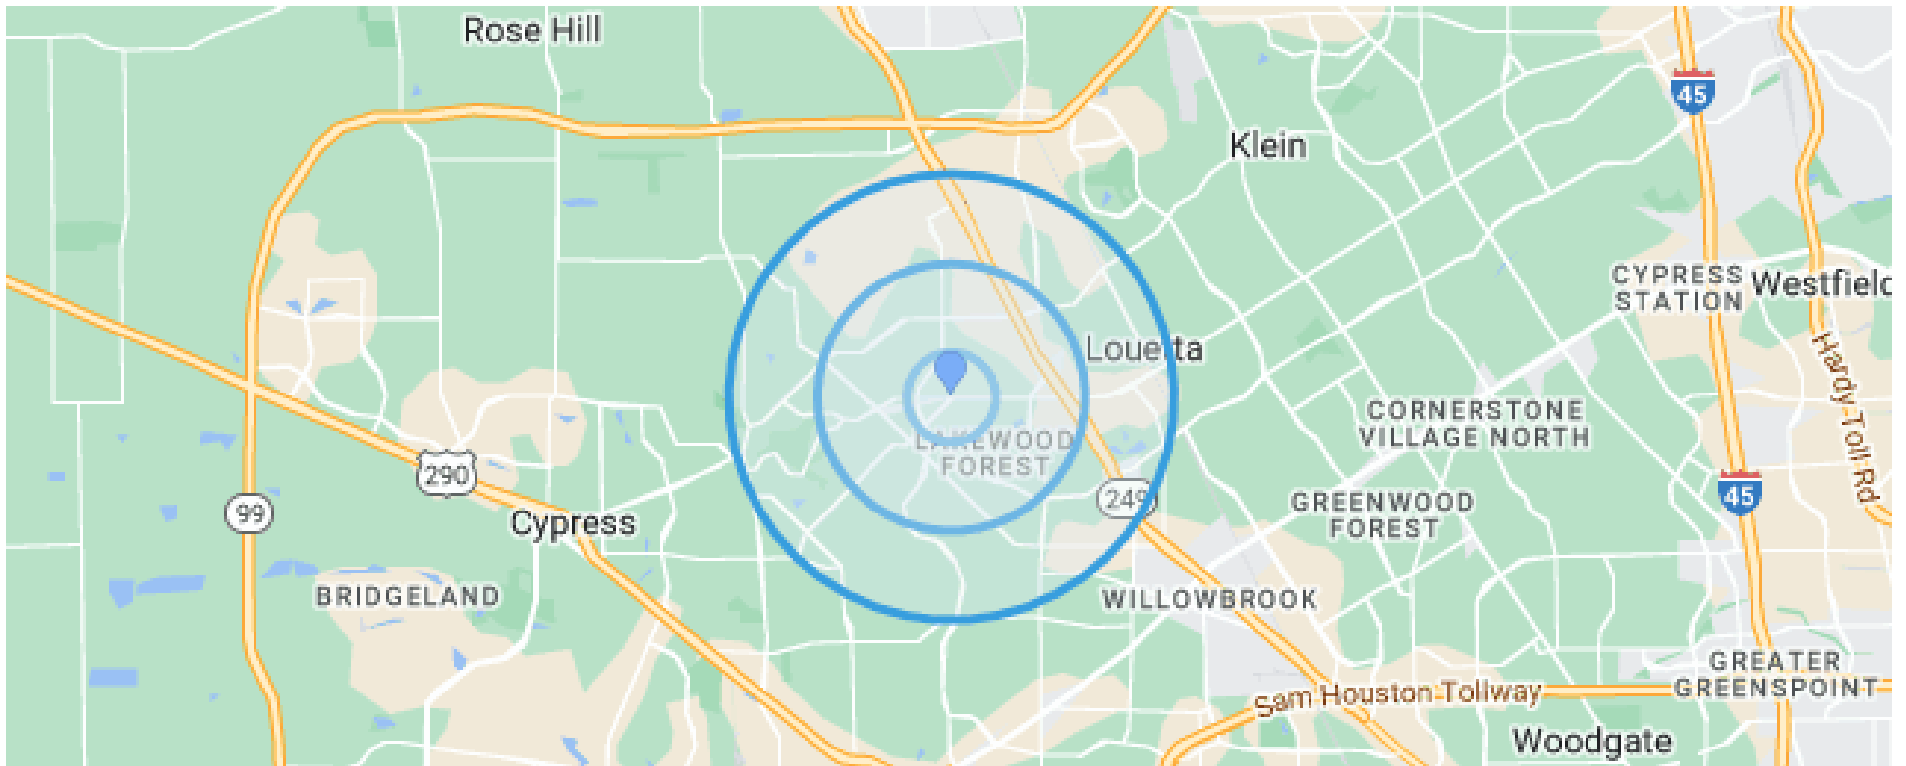 Rose Hill
45
Klein
CYPRESS
STATION
Westfield
Louetta
Hardy Toll Rd
CORNERSTONE
VILLAGE NORTH
LAKEWOOD
FOREST
290
249
45
99
Cypress
GREENWOOD
FOREST
BRIDGELAND
WILLOWBROOK
GREATER
GREENSPOINT
Sam Houston Tollway
Woodgate